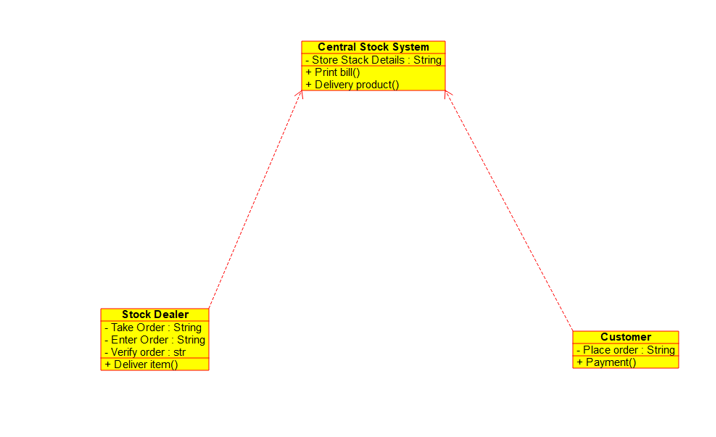 Central Stock System
- Store Stack Details : String
+ Print bill()
+ Delivery product()
Stock Dealer
- Take Order : String
- Enter Order : String
- Verify order : str
+ Deliver item()
Customer
- Place order : String
+ Payment()